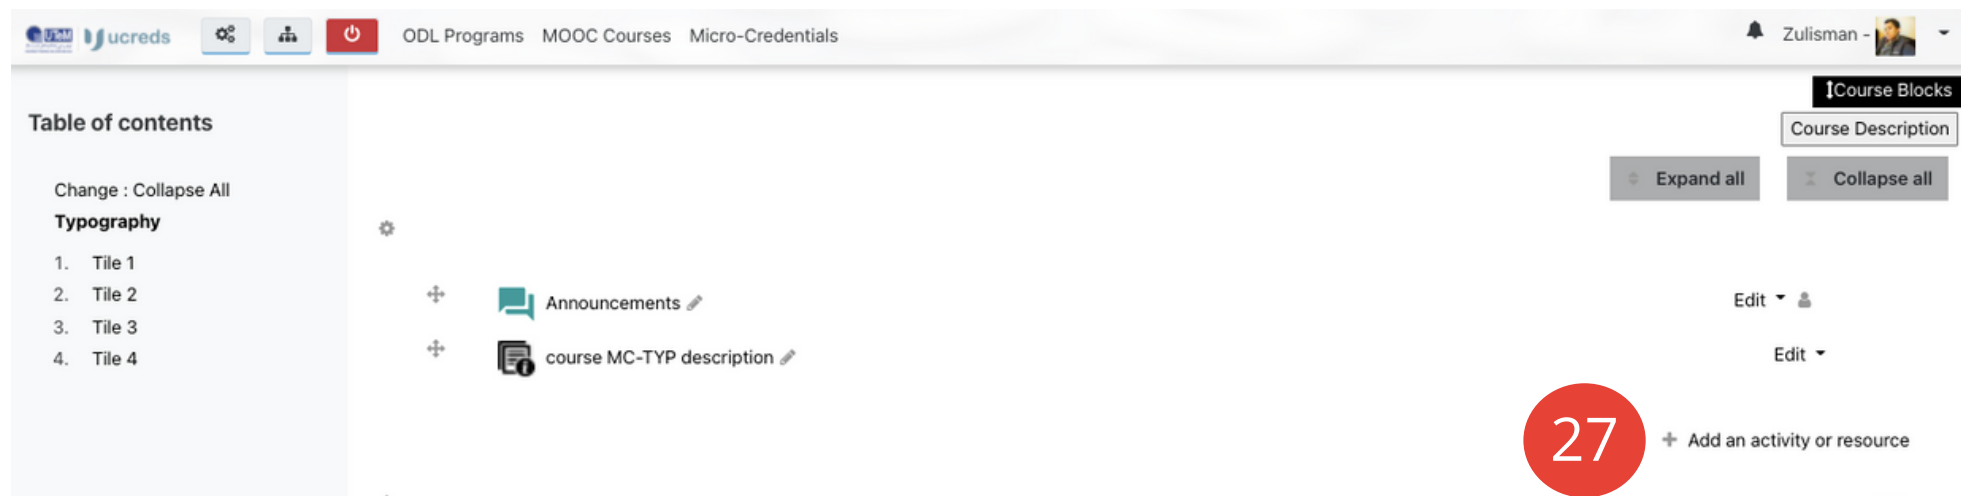 UTeM ucreds ODL Programs MOOC Courses Micro-Credentials Zulisman -
Course Blocks
Course Description
Expand all Collapse all
Table of contents
Change : Collapse All
Typography
1. Tile 1
2. Tile 2
3. Tile 3
4. Tile 4
Announcements Edit
course MC-TYP description Edit
27 + Add an activity or resource